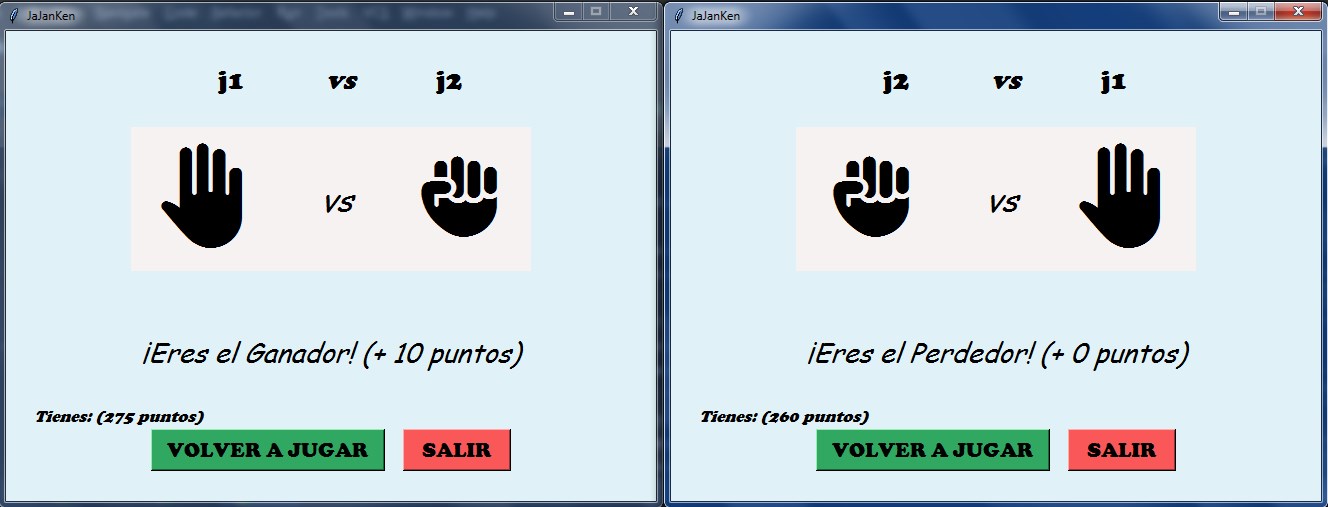 JaJanKen
j1 vs j2
vs
¡Eres el Ganador! (+ 10 puntos)
Tienes: (275 puntos)
VOLVER A JUGAR SALIR
JaJanKen
j2 vs j1
vs
¡Eres el Perdedor! (+ 0 puntos)
Tienes: (260 puntos)
VOLVER A JUGAR SALIR